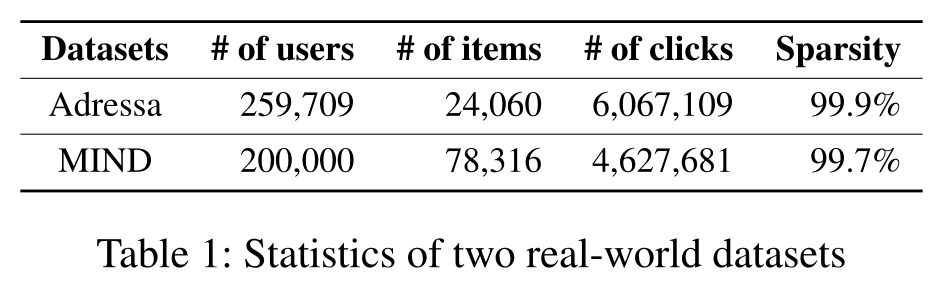 Datasets # of users # of items # of clicks Sparsity
Adressa 259,709 24,060 6,067,109 99.9%
MIND 200,000 78,316 4,627,681 99.7%
Table 1: Statistics of two real-world datasets